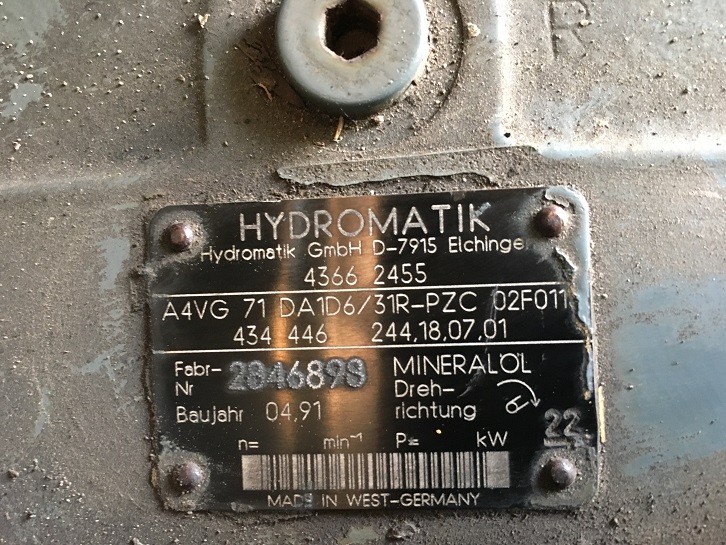 R
HYDROMATIK
Hydromatik GmbH D-7915 Elchingen
4366 2455
A4VG 71 DA1D6/31R-PZC 02F011
434 446 244,18,07,01
Fabr- 2846898 MINERALÖL
Nr Dreh-
Baujahr 04,91 richtung
22
n= min⁻¹ P= kW
MADE IN WEST-GERMANY